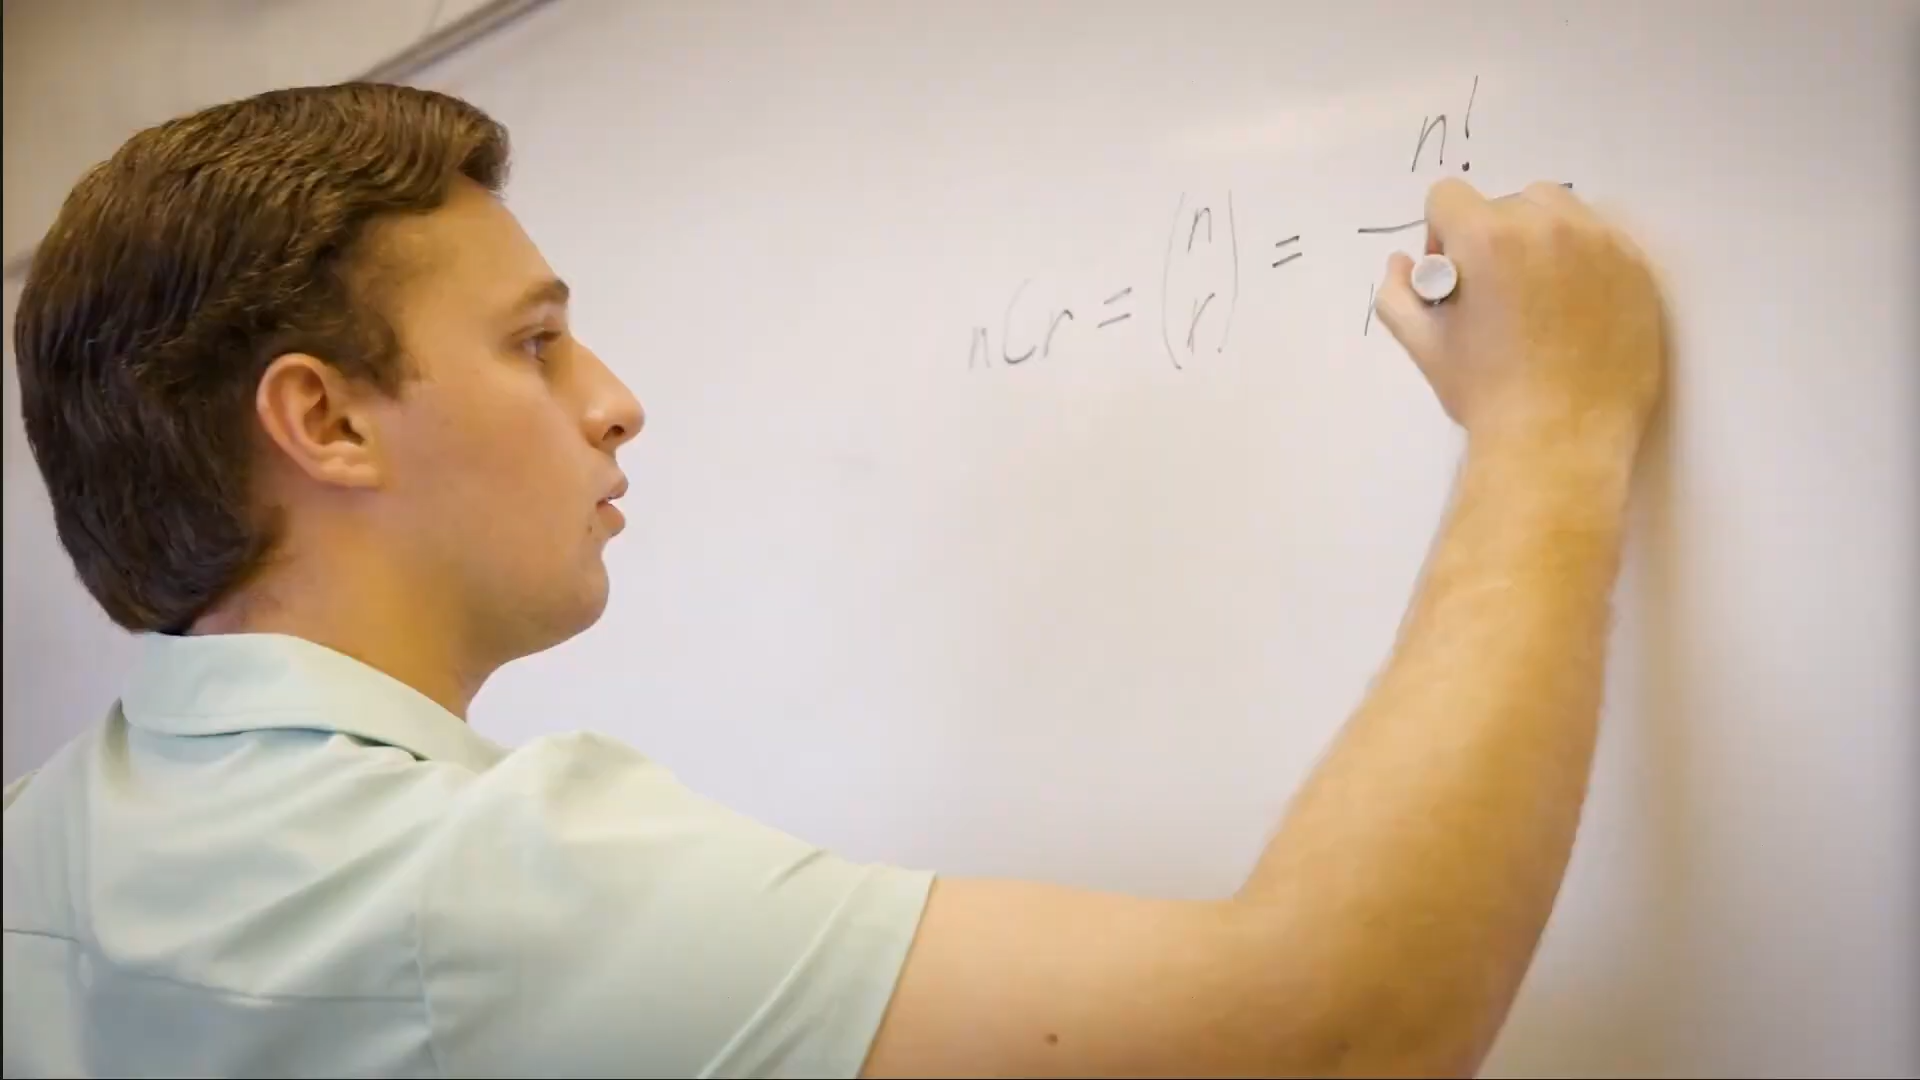 nCr = (n r) = n!